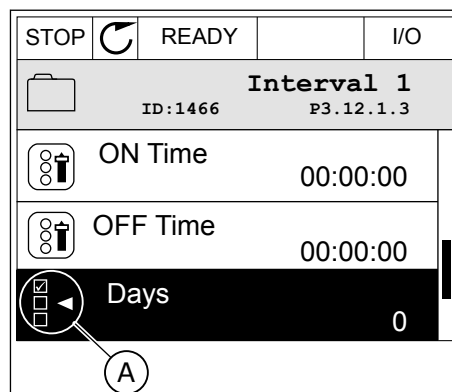 STOP READY I/O
Interval 1
ID:1466 P3.12.1.3
ON Time
00:00:00
OFF Time
00:00:00
Days
0
A